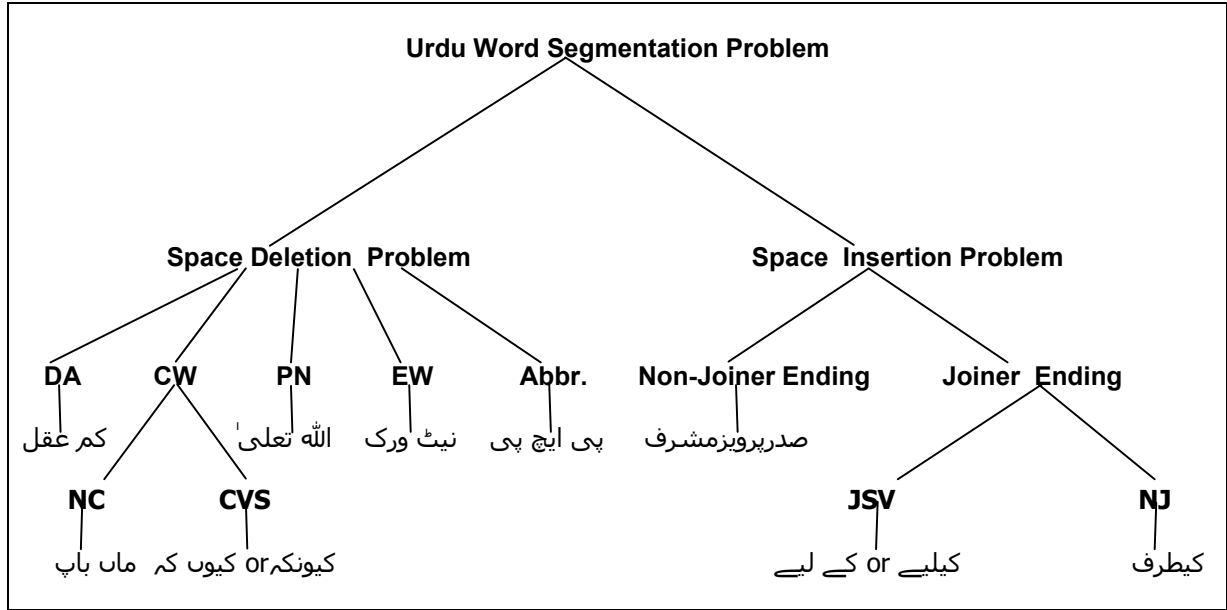 Urdu Word Segmentation Problem
Space Deletion Problem Space Insertion Problem
DA CW PN EW Abbr. Non-Joiner Ending Joiner Ending
کم عقل اللہ تعلیٰ نیٹ ورک پی ایچ پی صدرپرویزمشرف
NC CVS JSV NJ
ماں باپ کیوں کہ or کیونکہ کے لیے or کیلیے کیطرف